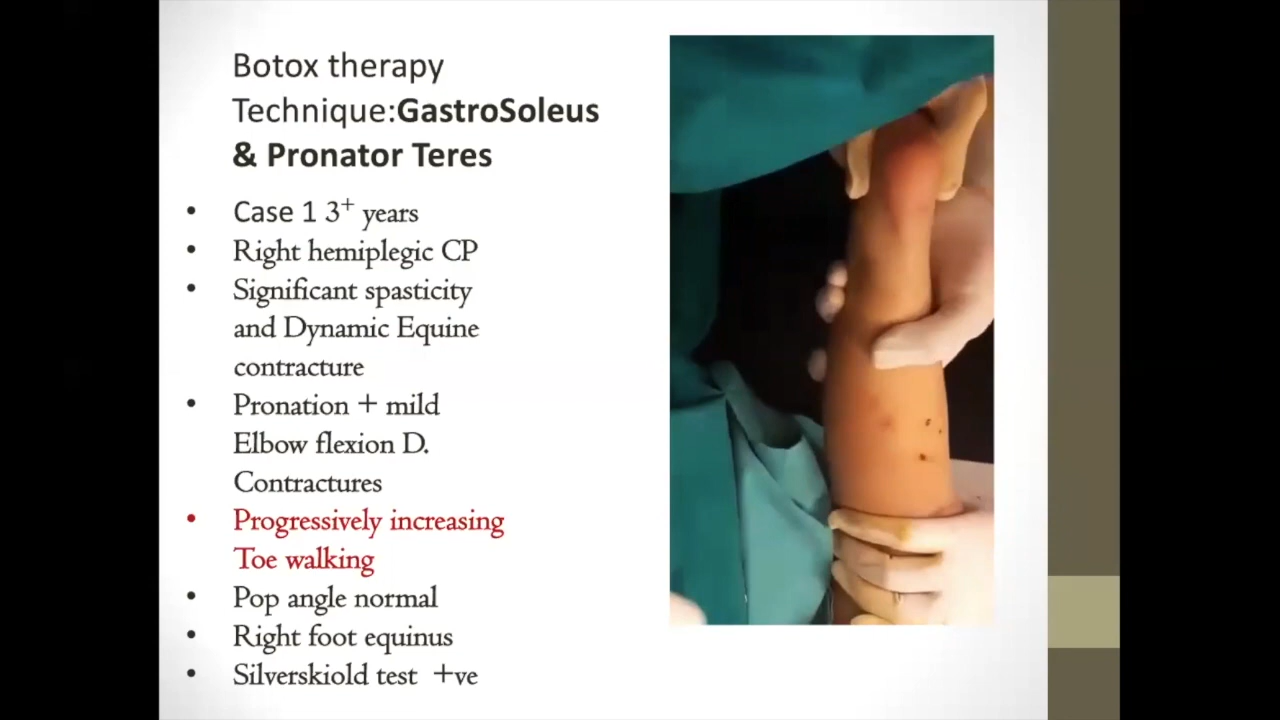 Botox therapy
Technique:GastroSoleus
& Pronator Teres
• Case 1 3⁺ years
• Right hemiplegic CP
• Significant spasticity
and Dynamic Equine
contracture
• Pronation + mild
Elbow flexion D.
Contractures
• Progressively increasing
Toe walking
• Pop angle normal
• Right foot equinus
• Silverskiold test +ve